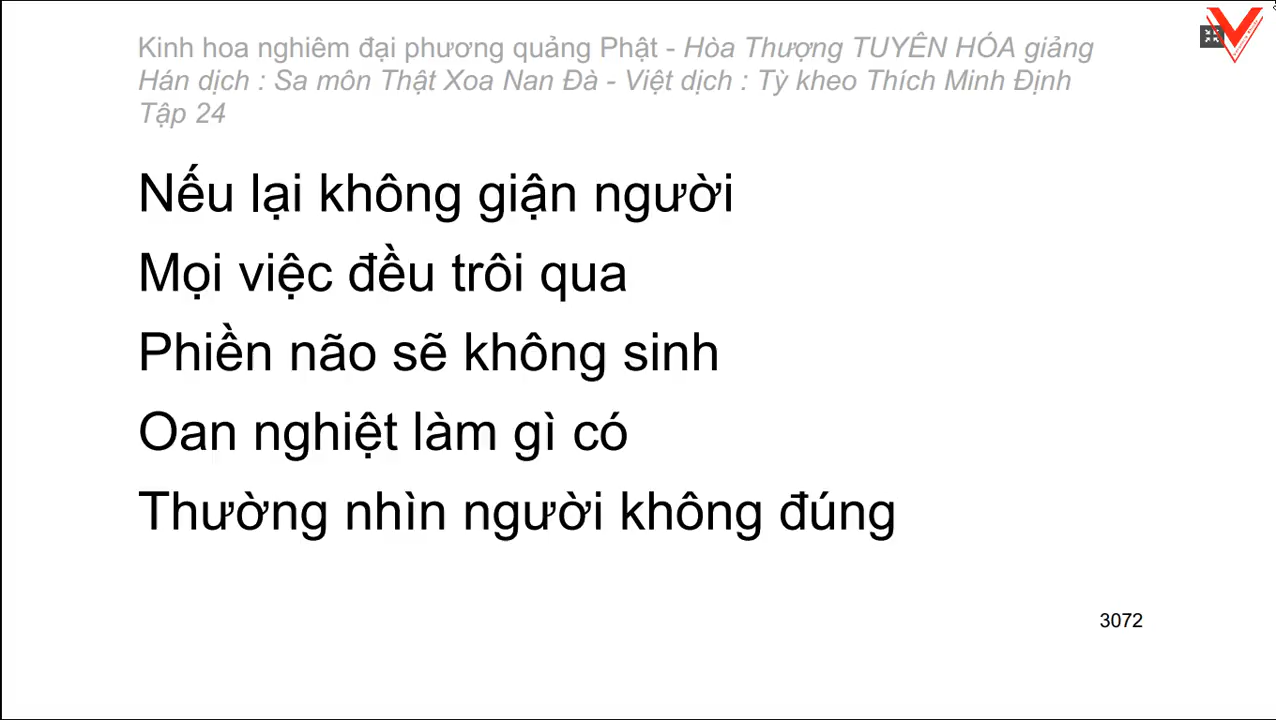 Kinh hoa nghiêm đại phương quảng Phật - Hòa Thượng TUYÊN HÓA giảng
Hán dịch : Sa môn Thật Xoa Nan Đà - Việt dịch : Tỳ kheo Thích Minh Định
Tập 24
Nếu lại không giận người
Mọi việc đều trôi qua
Phiền não sẽ không sinh
Oan nghiệt làm gì có
Thường nhìn người không đúng
3072